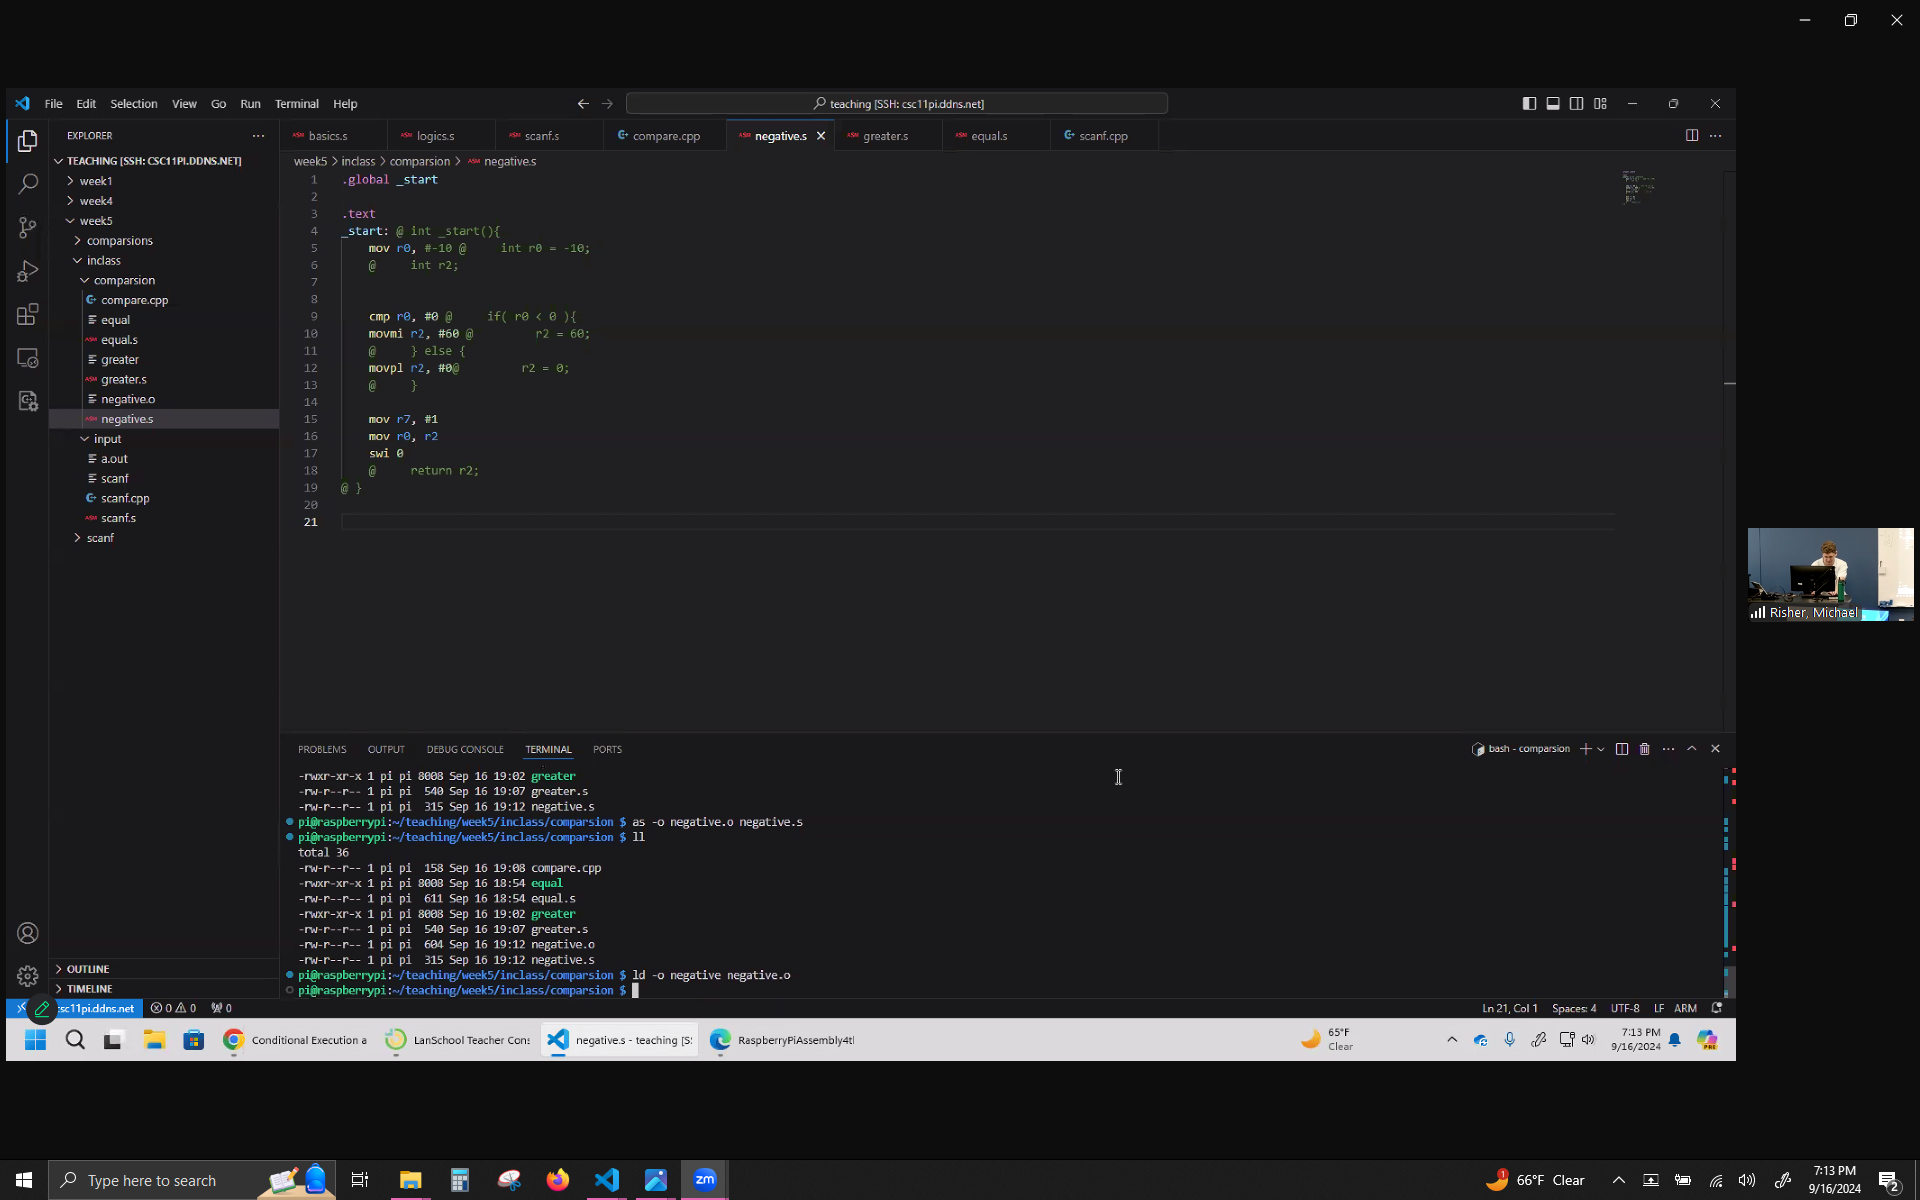 File Edit Selection View Go Run Terminal Help
teaching [SSH: csc11pi.ddns.net]
EXPLORER
TEACHING [SSH: CSC11PI.DDNS.NET]
week1
week4
week5
comparsions
inclass
comparsion
compare.cpp
equal
equal.s
greater
greater.s
negative.o
negative.s
input
a.out
scanf
scanf.cpp
scanf.s
scanf
OUTLINE
TIMELINE
basics.s logics.s scanf.s compare.cpp negative.s greater.s equal.s scanf.cpp
week5 > inclass > comparsion > negative.s
1 .global _start
2
3 .text
4 _start: @ int _start(){
5 mov r0, #-10 @ int r0 = -10;
6 @ int r2;
7
8
9 cmp r0, #0 @ if( r0 < 0 ){
10 movmi r2, #60 @ r2 = 60;
11 @ } else {
12 movpl r2, #0@ r2 = 0;
13 @ }
14
15 mov r7, #1
16 mov r0, r2
17 swi 0
18 @ return r2;
19 @ }
20
21
PROBLEMS OUTPUT DEBUG CONSOLE TERMINAL PORTS
bash - comparsion
-rwxr-xr-x 1 pi pi 8008 Sep 16 19:02 greater
-rw-r--r-- 1 pi pi 540 Sep 16 19:07 greater.s
-rw-r--r-- 1 pi pi 315 Sep 16 19:12 negative.s
pi@raspberrypi:~/teaching/week5/inclass/comparsion $ as -o negative.o negative.s
pi@raspberrypi:~/teaching/week5/inclass/comparsion $ ll
total 36
-rw-r--r-- 1 pi pi 158 Sep 16 19:08 compare.cpp
-rwxr-xr-x 1 pi pi 8008 Sep 16 18:54 equal
-rw-r--r-- 1 pi pi 611 Sep 16 18:54 equal.s
-rwxr-xr-x 1 pi pi 8008 Sep 16 19:02 greater
-rw-r--r-- 1 pi pi 540 Sep 16 19:07 greater.s
-rw-r--r-- 1 pi pi 604 Sep 16 19:12 negative.o
-rw-r--r-- 1 pi pi 315 Sep 16 19:12 negative.s
pi@raspberrypi:~/teaching/week5/inclass/comparsion $ ld -o negative negative.o
pi@raspberrypi:~/teaching/week5/inclass/comparsion $
csc11pi.ddns.net 0 0 0
Ln 21, Col 1 Spaces: 4 UTF-8 LF ARM
Conditional Execution a
LanSchool Teacher Cons
negative.s - teaching [S
RaspberryPiAssembly4tl
65°F
Clear
7:13 PM
9/16/2024
Risher, Michael
Type here to search
zm
1
66°F Clear
7:13 PM
9/16/2024
2